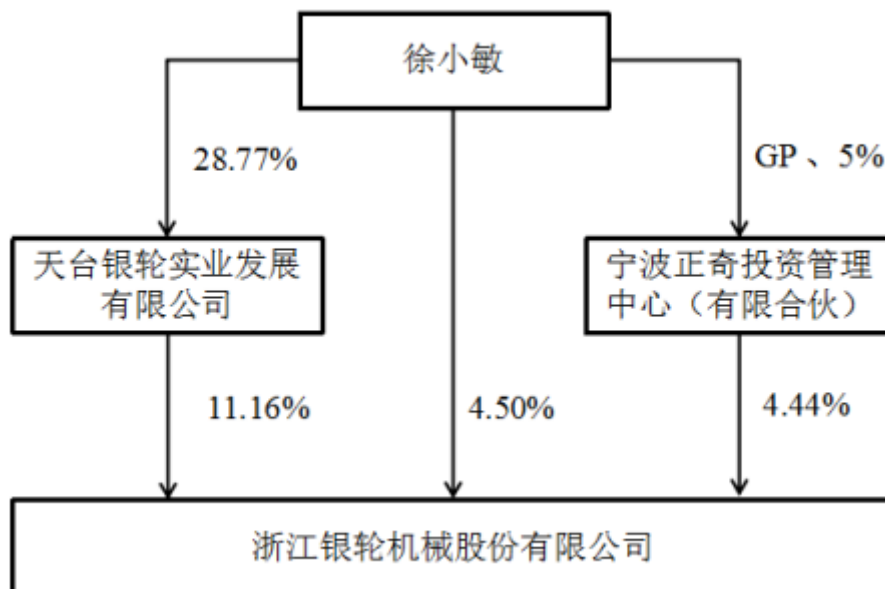 徐小敏
28.77%
GP 、5%
天台银轮实业发展
有限公司
宁波正奇投资管理
中心（有限合伙）
11.16%
4.50%
4.44%
浙江银轮机械股份有限公司